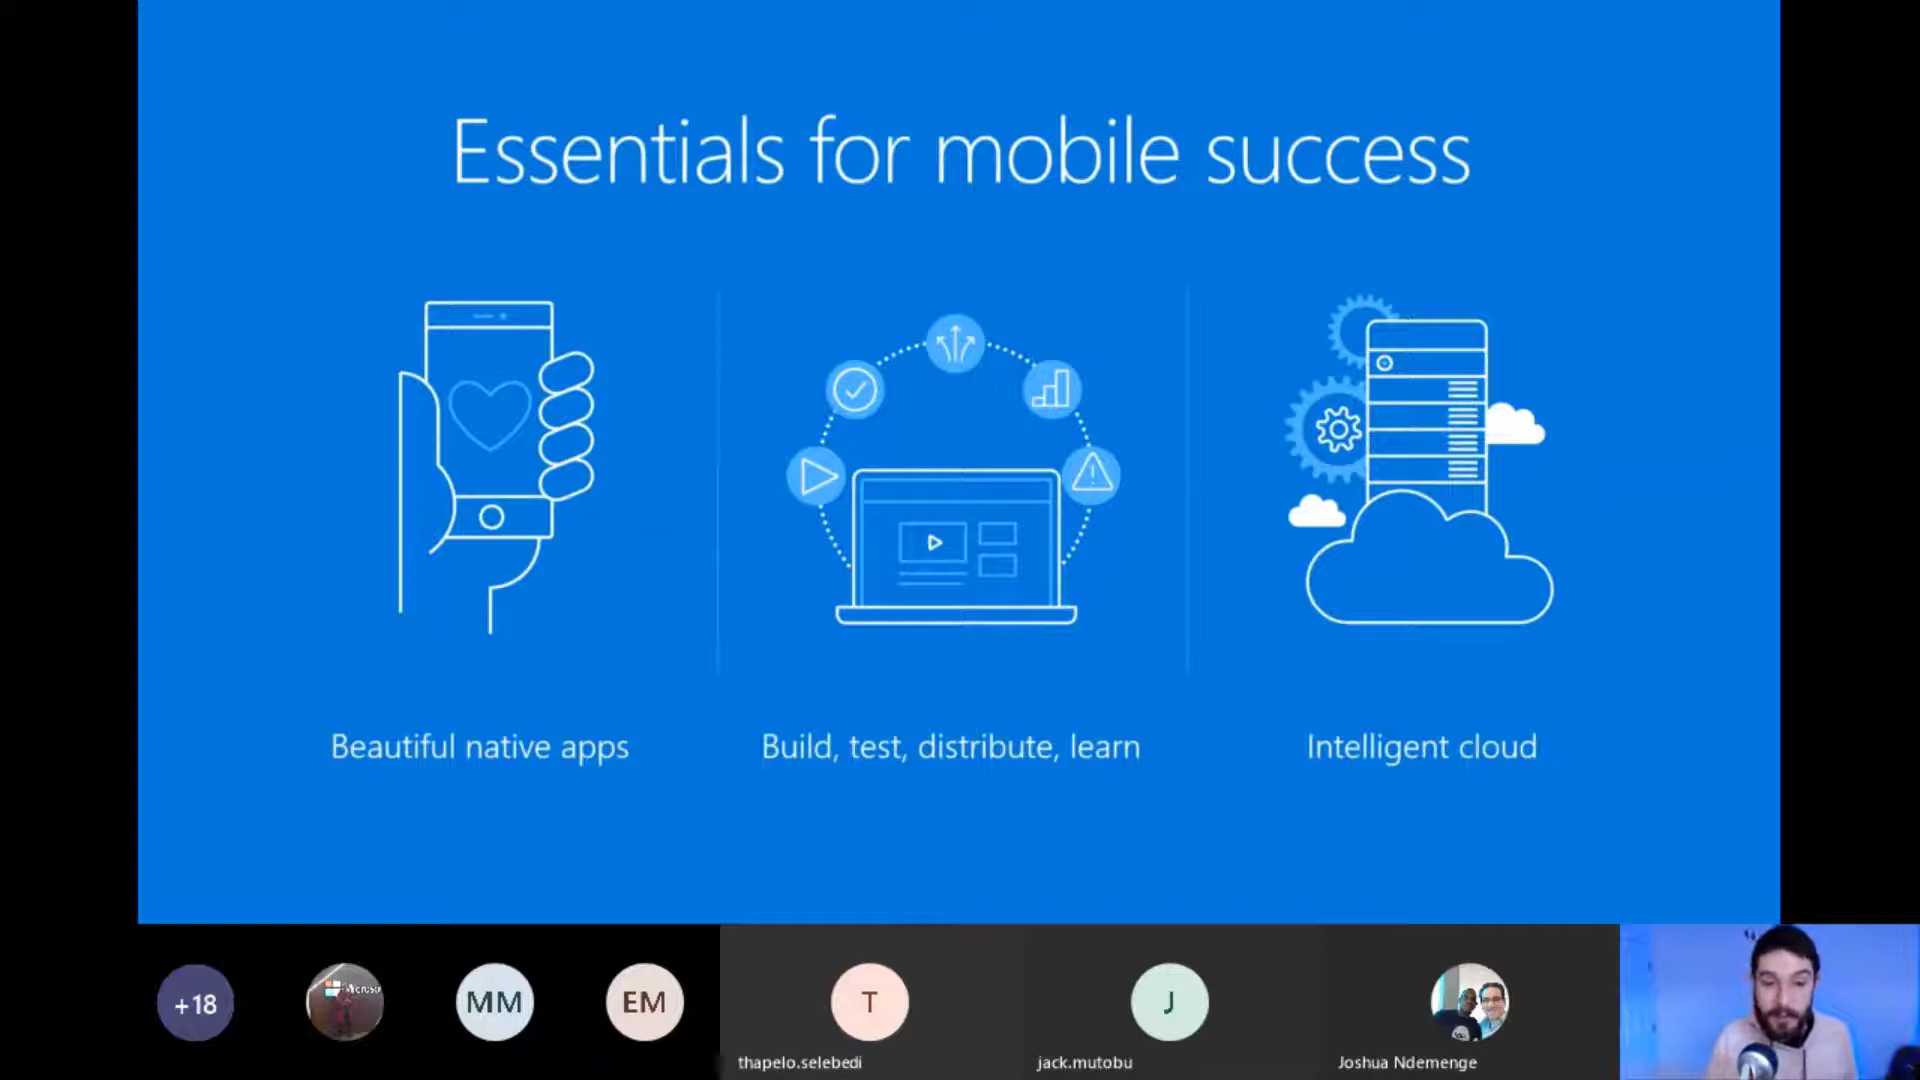 Essentials for mobile success
Beautiful native apps
Build, test, distribute, learn
Intelligent cloud
+18
Microso
MM
EM
T
J
thapelo.selebedi
jack.mutobu
Joshua Ndemenge